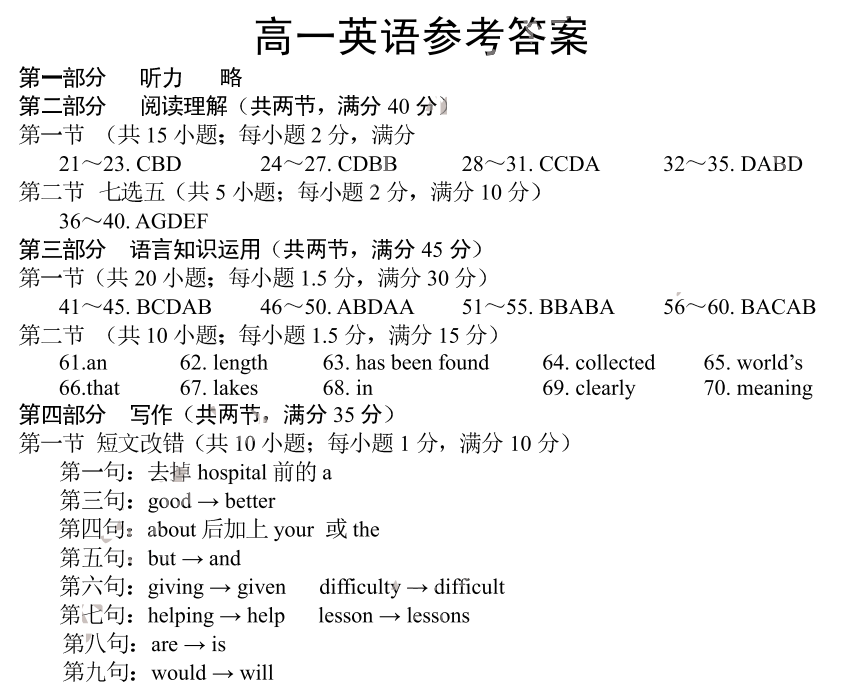 高一英语参考答案
第一部分 听力 略
第二部分 阅读理解（共两节，满分 40 分）
第一节 （共 15 小题；每小题 2 分，满分
21～23. CBD 24～27. CDBB 28～31. CCDA 32～35. DABD
第二节 七选五（共 5 小题；每小题 2 分，满分 10 分）
36～40. AGDEF
第三部分 语言知识运用（共两节，满分 45 分）
第一节（共 20 小题；每小题 1.5 分，满分 30 分）
41～45. BCDAB 46～50. ABDAA 51～55. BBABA 56～60. BACAB
第二节 （共 10 小题；每小题 1.5 分，满分 15 分）
61.an 62. length 63. has been found 64. collected 65. world’s
66.that 67. lakes 68. in 69. clearly 70. meaning
第四部分 写作（共两节，满分 35 分）
第一节 短文改错（共 10 小题；每小题 1 分，满分 10 分）
第一句：去掉 hospital 前的 a
第三句：good → better
第四句：about 后加上 your 或 the
第五句：but → and
第六句：giving → given difficulty → difficult
第七句：helping → help lesson → lessons
第八句：are → is
第九句：would → will